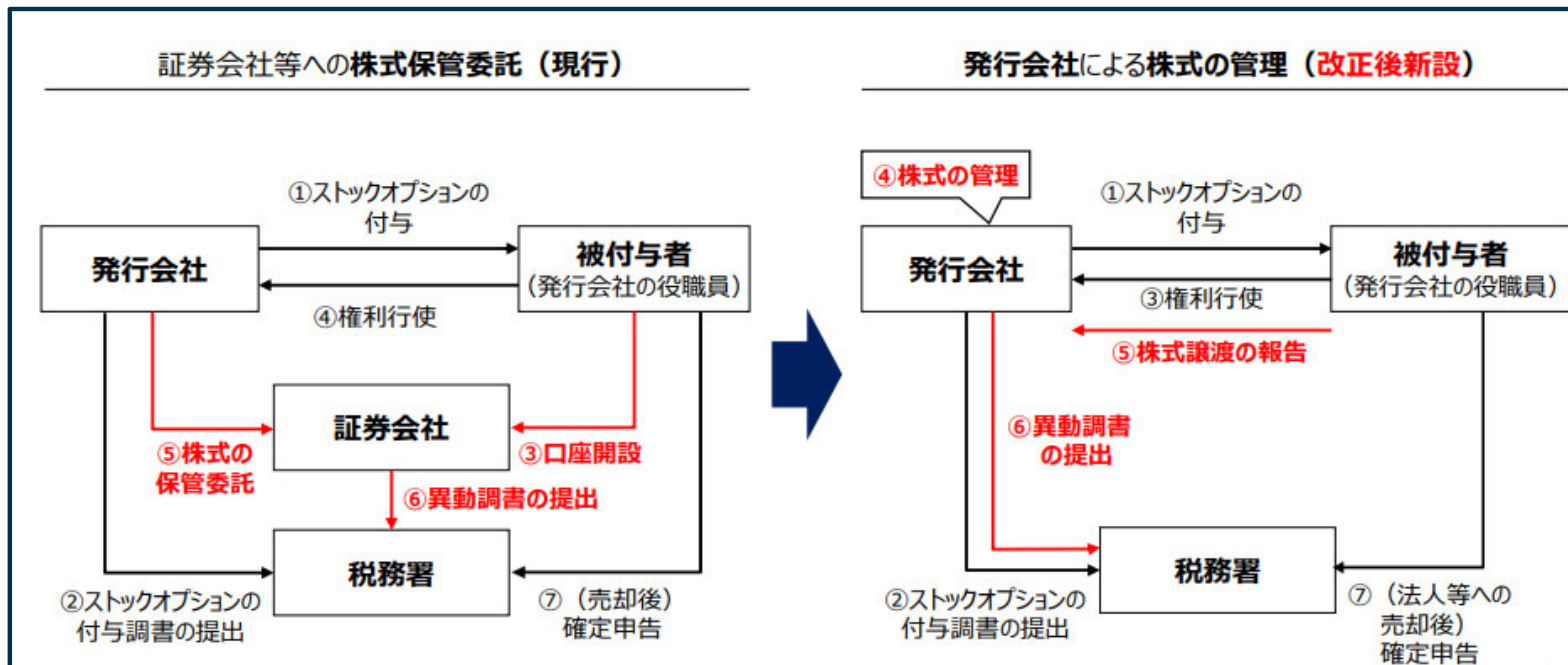 証券会社等への株式保管委託（現行）
①ストックオプションの
付与
発行会社
被付与者
（発行会社の役職員）
④権利行使
証券会社
⑤株式の
保管委託
③口座開設
⑥異動調書の提出
税務署
②ストックオプションの
付与調書の提出
⑦（売却後）
確定申告
発行会社による株式の管理（改正後新設）
④株式の管理
①ストックオプションの
付与
発行会社
被付与者
（発行会社の役職員）
③権利行使
⑤株式譲渡の報告
⑥異動調書
の提出
税務署
②ストックオプションの
付与調書の提出
⑦（法人等への
売却後）
確定申告